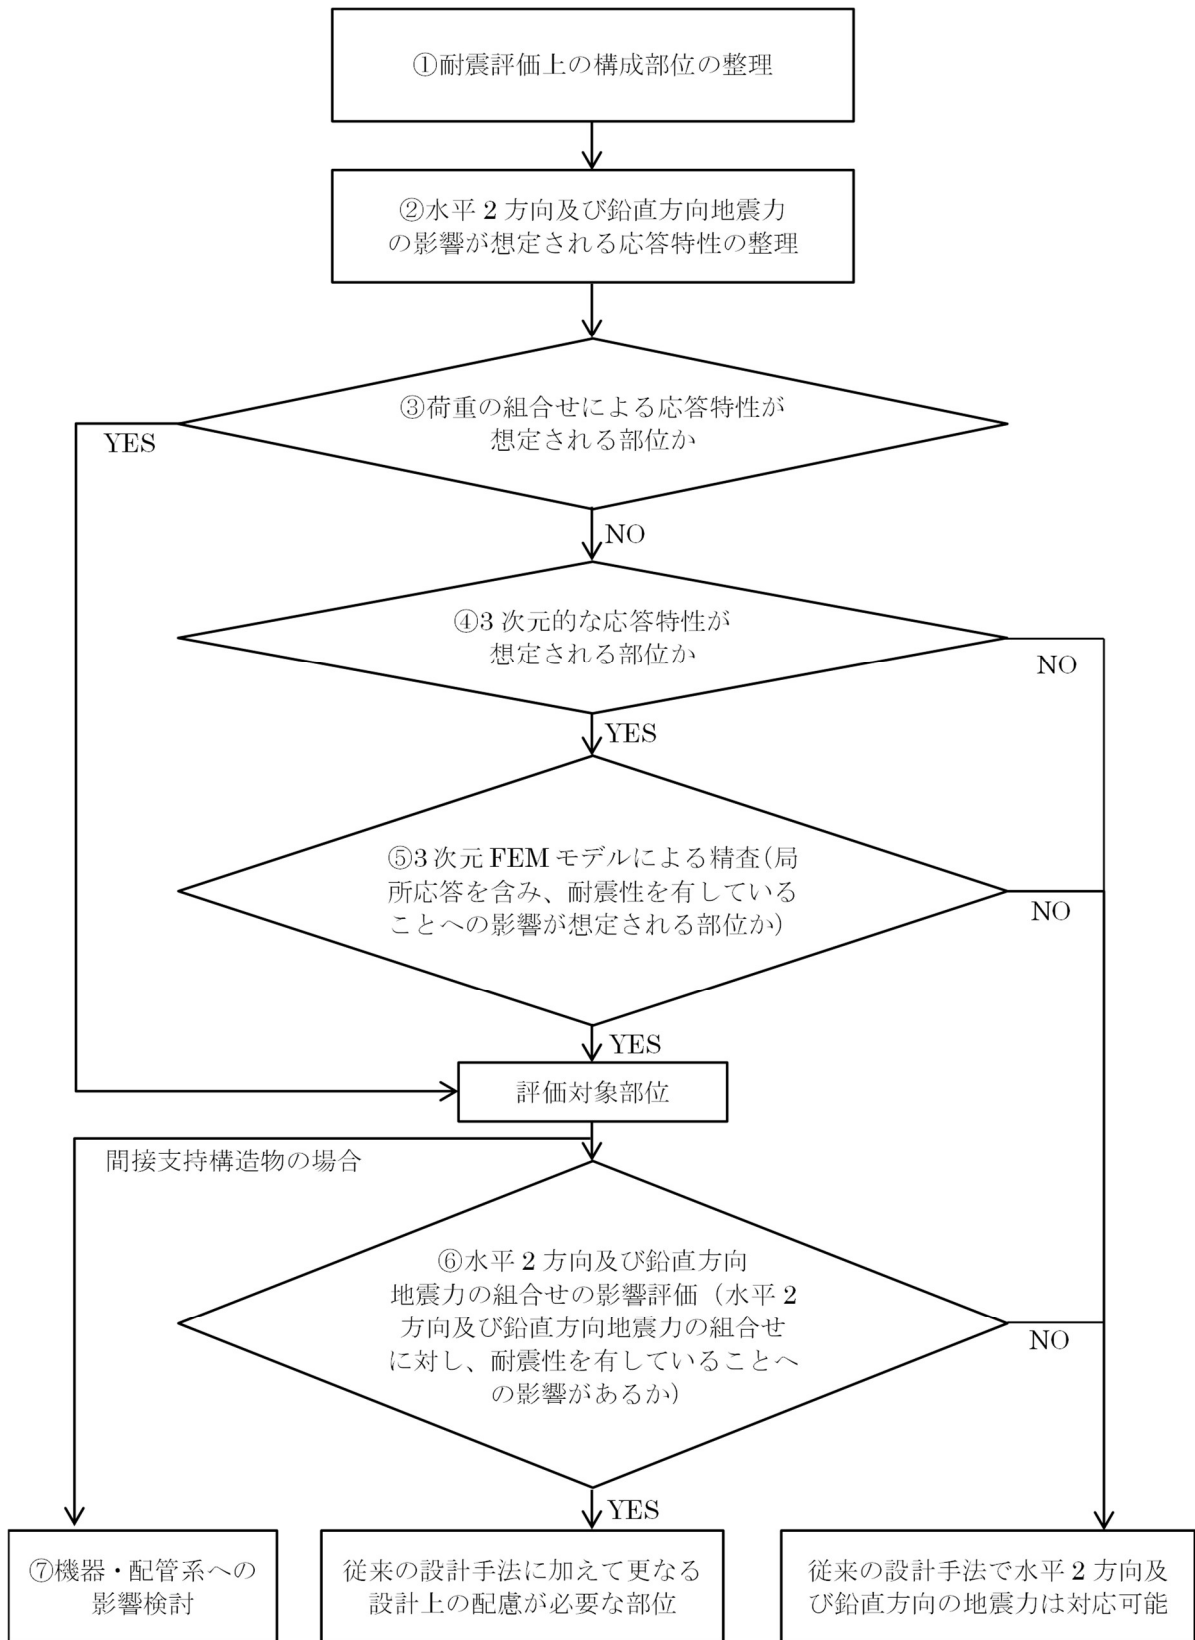 ①耐震評価上の構成部位の整理
②水平 2 方向及び鉛直方向地震力
の影響が想定される応答特性の整理
③荷重の組合せによる応答特性が
想定される部位か
YES
NO
④3 次元的な応答特性が
想定される部位か
NO
YES
⑤3 次元 FEM モデルによる精査(局
所応答を含み、耐震性を有している
ことへの影響が想定される部位か)
NO
YES
評価対象部位
間接支持構造物の場合
⑥水平 2 方向及び鉛直方向
地震力の組合せの影響評価（水平 2
方向及び鉛直方向地震力の組合せ
に対し、耐震性を有していることへ
の影響があるか)
NO
YES
⑦機器・配管系への
影響検討
従来の設計手法に加えて更なる
設計上の配慮が必要な部位
従来の設計手法で水平 2 方向及
び鉛直方向の地震力は対応可能